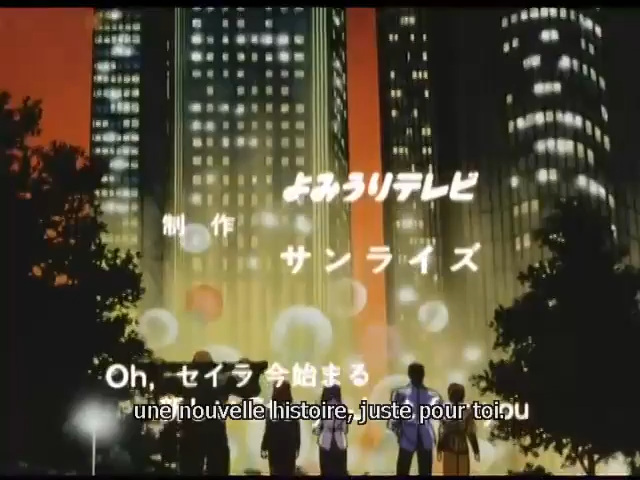 よみうりテレビ
制作
サンライズ
Oh, セイラ 今始まる
you
une nouvelle histoire, juste pour toi.